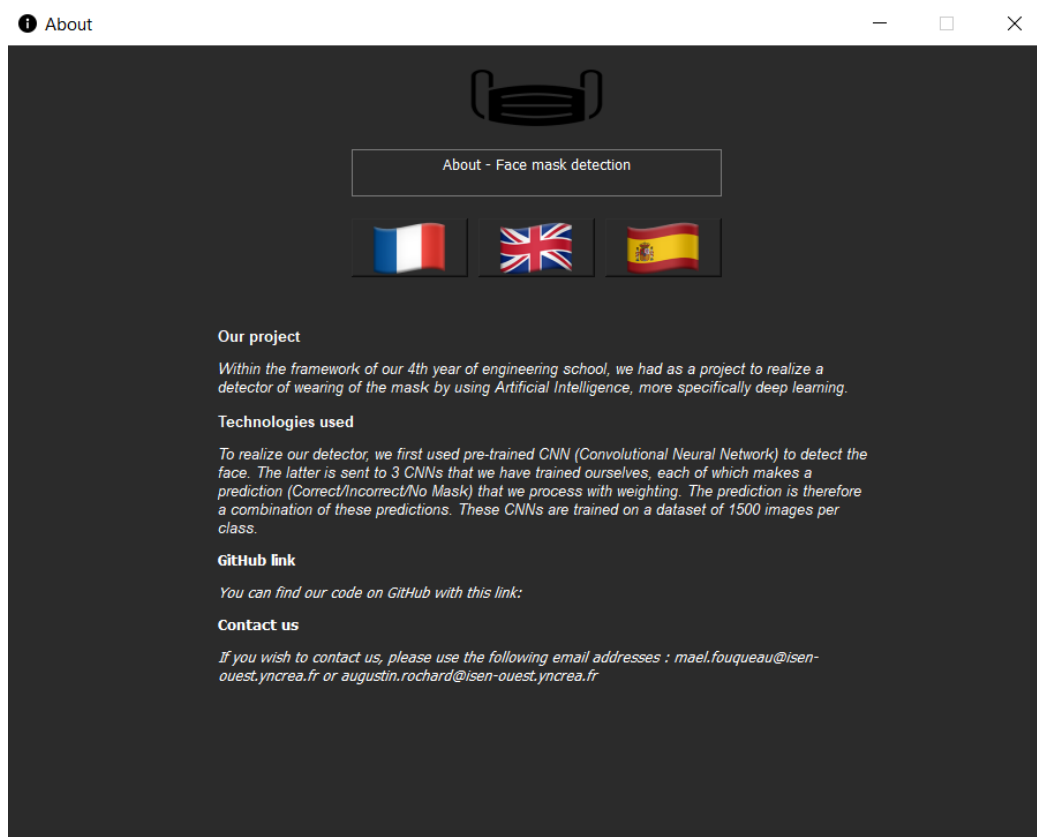 About
About - Face mask detection
Our project
Within the framework of our 4th year of engineering school, we had as a project to realize a
detector of wearing of the mask by using Artificial Intelligence, more specifically deep learning.
Technologies used
To realize our detector, we first used pre-trained CNN (Convolutional Neural Network) to detect the
face. The latter is sent to 3 CNNs that we have trained ourselves, each of which makes a
prediction (Correct/Incorrect/No Mask) that we process with weighting. The prediction is therefore
a combination of these predictions. These CNNs are trained on a dataset of 1500 images per
class.
GitHub link
You can find our code on GitHub with this link:
Contact us
If you wish to contact us, please use the following email addresses : mael.fouqueau@isen-
ouest.yncrea.fr or augustin.rochard@isen-ouest.yncrea.fr